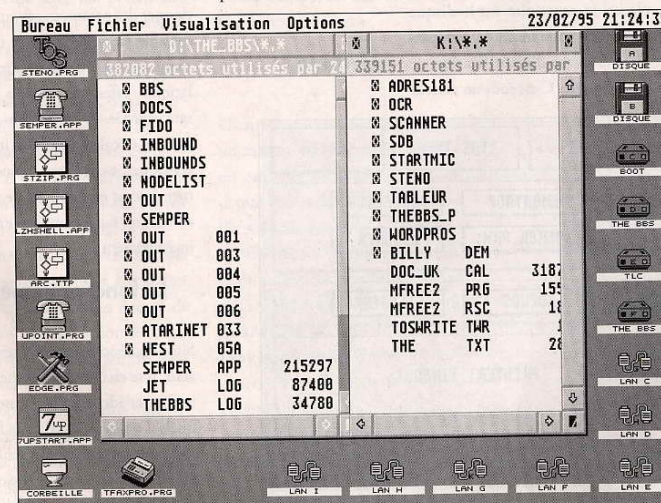 Bureau Fichier Visualisation Options 23/02/95 21:24:3
D:\THE_BBS\*.*
382082 octets utilisés par 24
BBS
DOCS
FIDO
INBOUND
INBOUNDS
NODELIST
OUT
SEMPER
OUT 001
OUT 003
OUT 004
OUT 005
OUT 006
ATARINET 033
NEST 05A
SEMPER APP 215297
JET LOG 87400
THEBBS LOG 34780
K:\*.*
339151 octets utilisés par
ADRES181
OCR
SCANNER
SDB
STARTMIC
STENO
TABLEUR
THEBBS_P
WORDPROS
BILLY DEM
DOC_UK CAL 3187
MFREE2 PRG 155
MFREE2 RSC 18
TOSWRITE TWR 1
THE TXT 28
TOS
STENO.PRG
SEMPER.APP
STZIP.PRG
LZHSHELL.APP
ARC.TTP
UPOINT.PRG
EDGE.PRG
7up
7UPSTART.APP
CORBEILLE
TFAXPRO.PRG
LAN I
LAN H
LAN G
LAN F
LAN E
A
DISQUE
B
DISQUE
C
BOOT
D
THE BBS
E
TLC
F
THE BBS
LAN C
LAN D